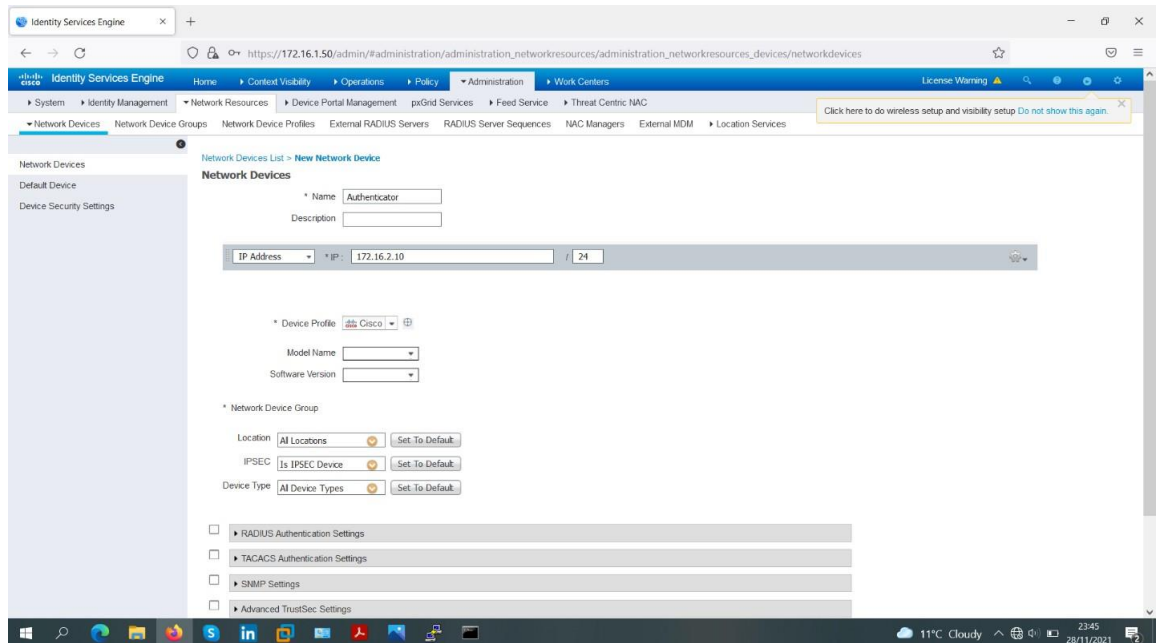 Identity Services Engine
https://172.16.1.50/admin/#administration/administration_networkresources/administration_networkresources_devices/networkdevices
cisco Identity Services Engine Home Context Visibility Operations Policy Administration Work Centers License Warning
System Identity Management Network Resources Device Portal Management pxGrid Services Feed Service Threat Centric NAC
Click here to do wireless setup and visibility setup Do not show this again.
Network Devices Network Device Groups Network Device Profiles External RADIUS Servers RADIUS Server Sequences NAC Managers External MDM Location Services
Network Devices
Default Device
Device Security Settings
Network Devices List > New Network Device
Network Devices
* Name Authenticator
Description
IP Address * IP : 172.16.2.10 / 24
* Device Profile Cisco
Model Name
Software Version
* Network Device Group
Location All Locations Set To Default
IPSEC Is IPSEC Device Set To Default
Device Type All Device Types Set To Default
RADIUS Authentication Settings
TACACS Authentication Settings
SNMP Settings
Advanced TrustSec Settings
11°C Cloudy
23:45
28/11/2021